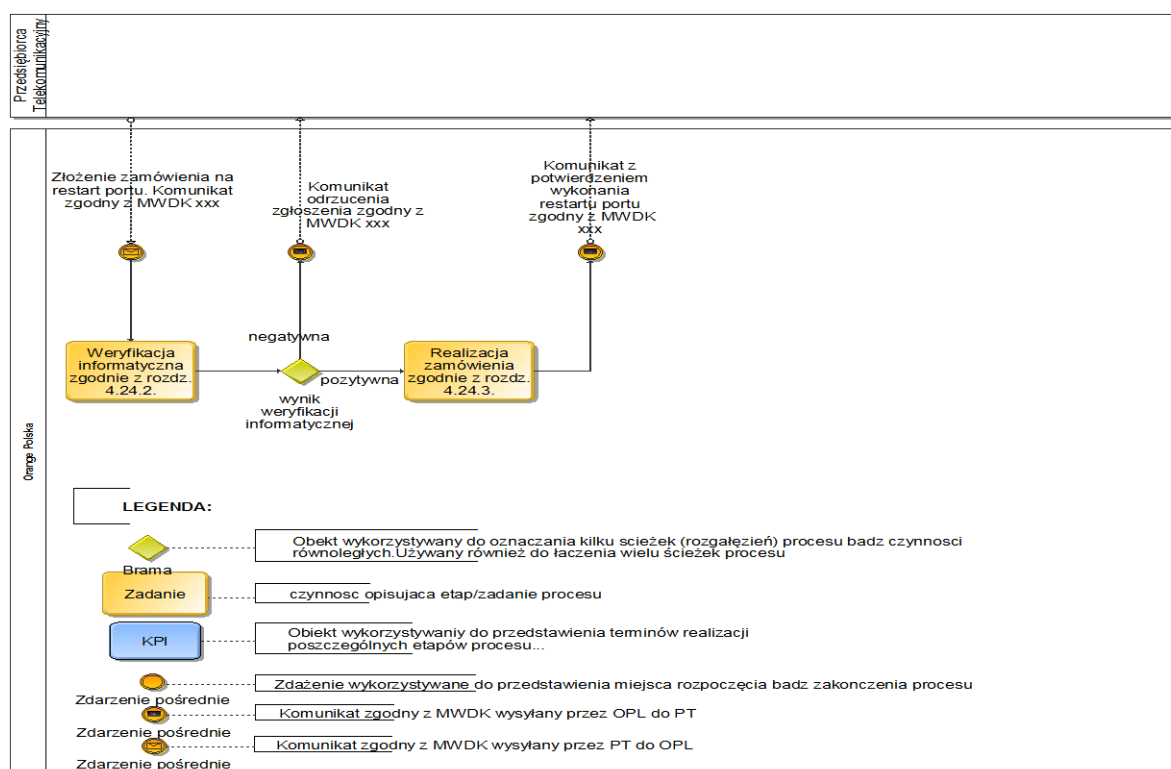 Przedsiębiorca
Telekomunikacyjny
Orange Polska
Złożenie zamówienia na
restart portu. Komunikat
zgodny z MWDK xxx
Komunikat
odrzucenia
zgłoszenia zgodny z
MWDK xxx
Komunikat z
potwierdzeniem
wykonania
restartu portu
zgodny z MWDK
xxx
Weryfikacja
informatyczna
zgodnie z rozdz.
4.24.2.
negatywna
pozytywna
wynik
weryfikacji
informatycznej
Realizacja
zamówienia
zgodnie z rozdz.
4.24.3.
LEGENDA:
Brama
Obekt wykorzystywany do oznaczania kilku scieżek (rozgałęzień) procesu badz czynnosci
równoległych.Używany również do łaczenia wielu ścieżek procesu
Zadanie
czynnosc opisujaca etap/zadanie procesu
KPI
Obiekt wykorzystywaniy do przedstawienia terminów realizacji
poszczególnych etapów procesu...
Zdarzenie pośrednie
Zdażenie wykorzystywane do przedstawienia miejsca rozpoczęcia badz zakonczenia procesu
Zdarzenie pośrednie
Komunikat zgodny z MWDK wysyłany przez OPL do PT
Zdarzenie pośrednie
Komunikat zgodny z MWDK wysyłany przez PT do OPL